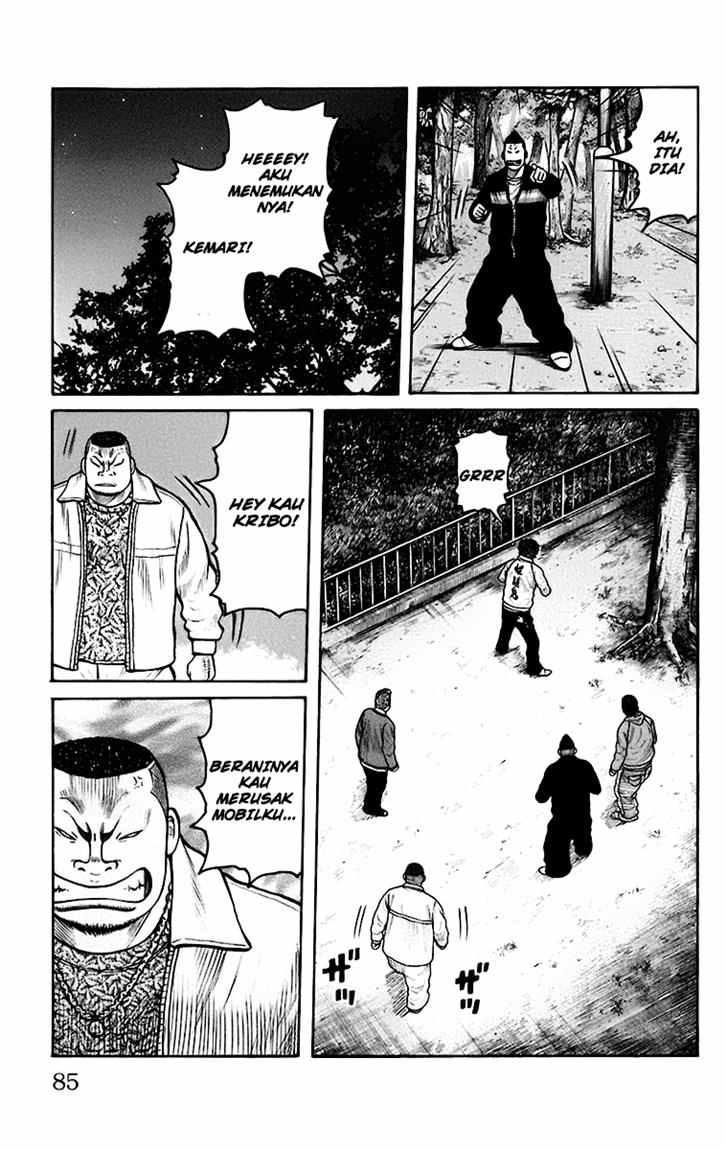 AH,
ITU
DIA!
HEEEEY!
AKU
MENEMUKAN
NYA!
KEMARI!
GRRR
ザッ
ザッ
HEY KAU
KRIBO!
BERANINYA
KAU
MERUSAK
MOBILKU...
85